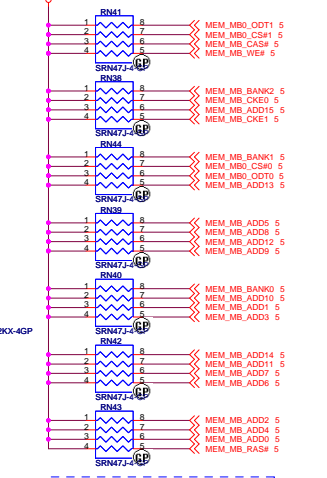 RN41
1 8 MEM_MB0_ODT1 5
2 7 MEM_MB0_CS#1 5
3 6 MEM_MB_CAS# 5
4 5 MEM_MB_WE# 5
SRN47J-4-GP
RN38
1 8 MEM_MB_BANK2 5
2 7 MEM_MB_CKE0 5
3 6 MEM_MB_ADD15 5
4 5 MEM_MB_CKE1 5
SRN47J-4-GP
RN44
1 8 MEM_MB_BANK1 5
2 7 MEM_MB0_CS#0 5
3 6 MEM_MB0_ODT0 5
4 5 MEM_MB_ADD13 5
SRN47J-4-GP
RN39
1 8 MEM_MB_ADD5 5
2 7 MEM_MB_ADD8 5
3 6 MEM_MB_ADD12 5
4 5 MEM_MB_ADD9 5
SRN47J-4-GP
RN40
1 8 MEM_MB_BANK0 5
2 7 MEM_MB_ADD10 5
3 6 MEM_MB_ADD1 5
4 5 MEM_MB_ADD3 5
SRN47J-4-GP
2KX-4GP
RN42
1 8 MEM_MB_ADD14 5
2 7 MEM_MB_ADD11 5
3 6 MEM_MB_ADD7 5
4 5 MEM_MB_ADD6 5
SRN47J-4-GP
RN43
1 8 MEM_MB_ADD2 5
2 7 MEM_MB_ADD4 5
3 6 MEM_MB_ADD0 5
4 5 MEM_MB_RAS# 5
SRN47J-4-GP